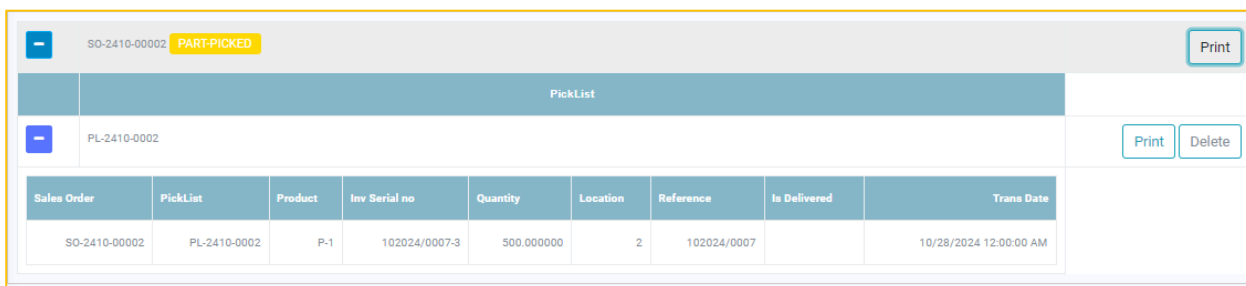 SO-2410-00002 PART-PICKED Print
PickList
PL-2410-0002 Print Delete
Sales Order PickList Product Inv Serial no Quantity Location Reference Is Delivered Trans Date
SO-2410-00002 PL-2410-0002 P-1 102024/0007-3 500.000000 2 102024/0007 10/28/2024 12:00:00 AM